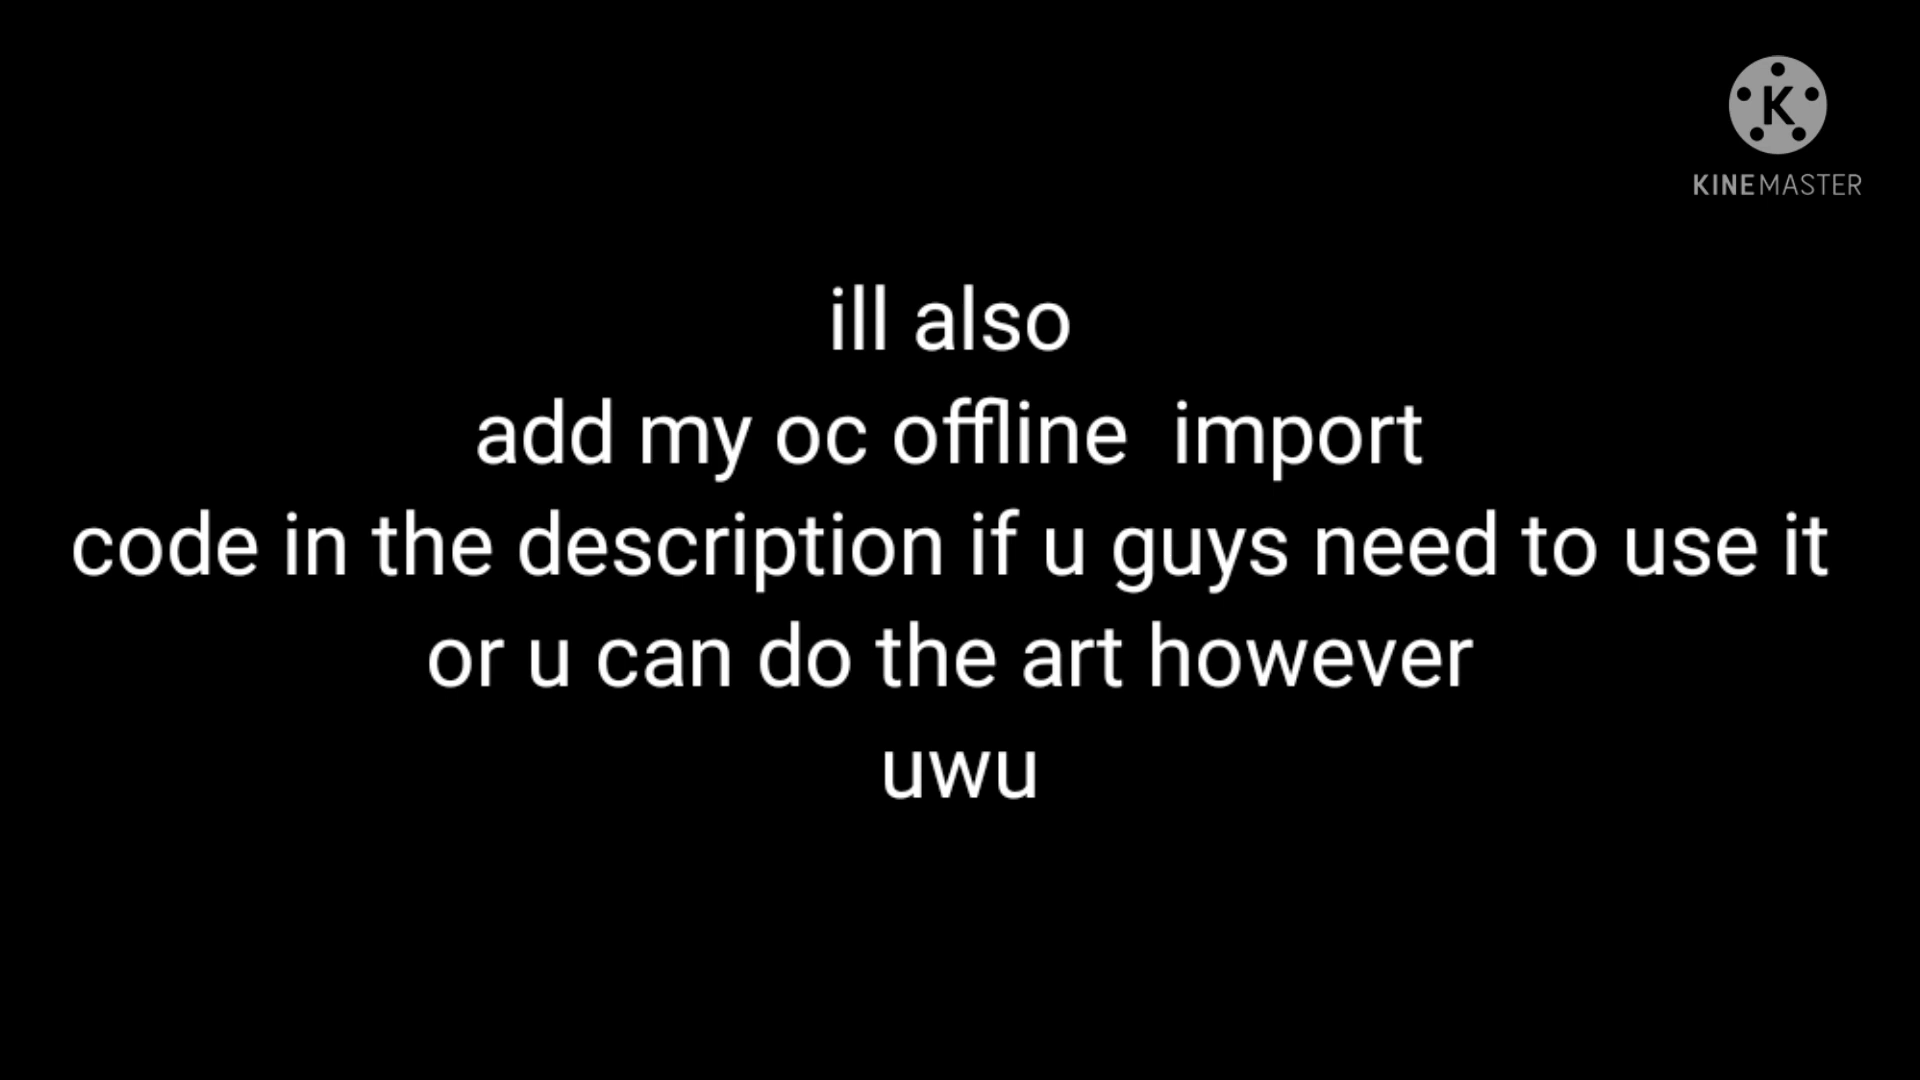 K
KINEMASTER
ill also
add my oc offline  import
code in the description if u guys need to use it
or u can do the art however
uwu